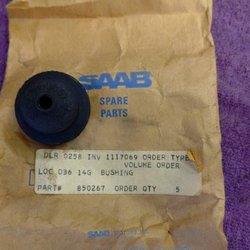 SAAB
SPARE
PARTS
DLR 0258 INV 1117069 ORDER TYPE
VOLUME ORDER
LOC D36 14G BUSHING
PART# 850267 ORDER QTY 5
SAAB